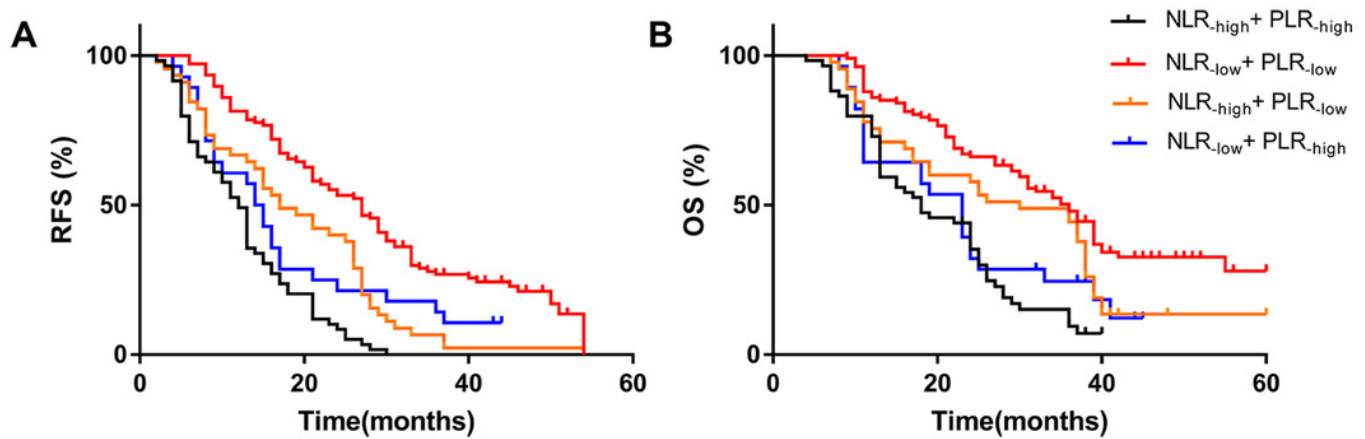 A
RFS (%)
100
50
0
0 20 40 60
Time(months)
B
OS (%)
100
50
0
0 20 40 60
Time(months)
NLR-high+ PLR-high
NLR-low+ PLR-low
NLR-high+ PLR-low
NLR-low+ PLR-high